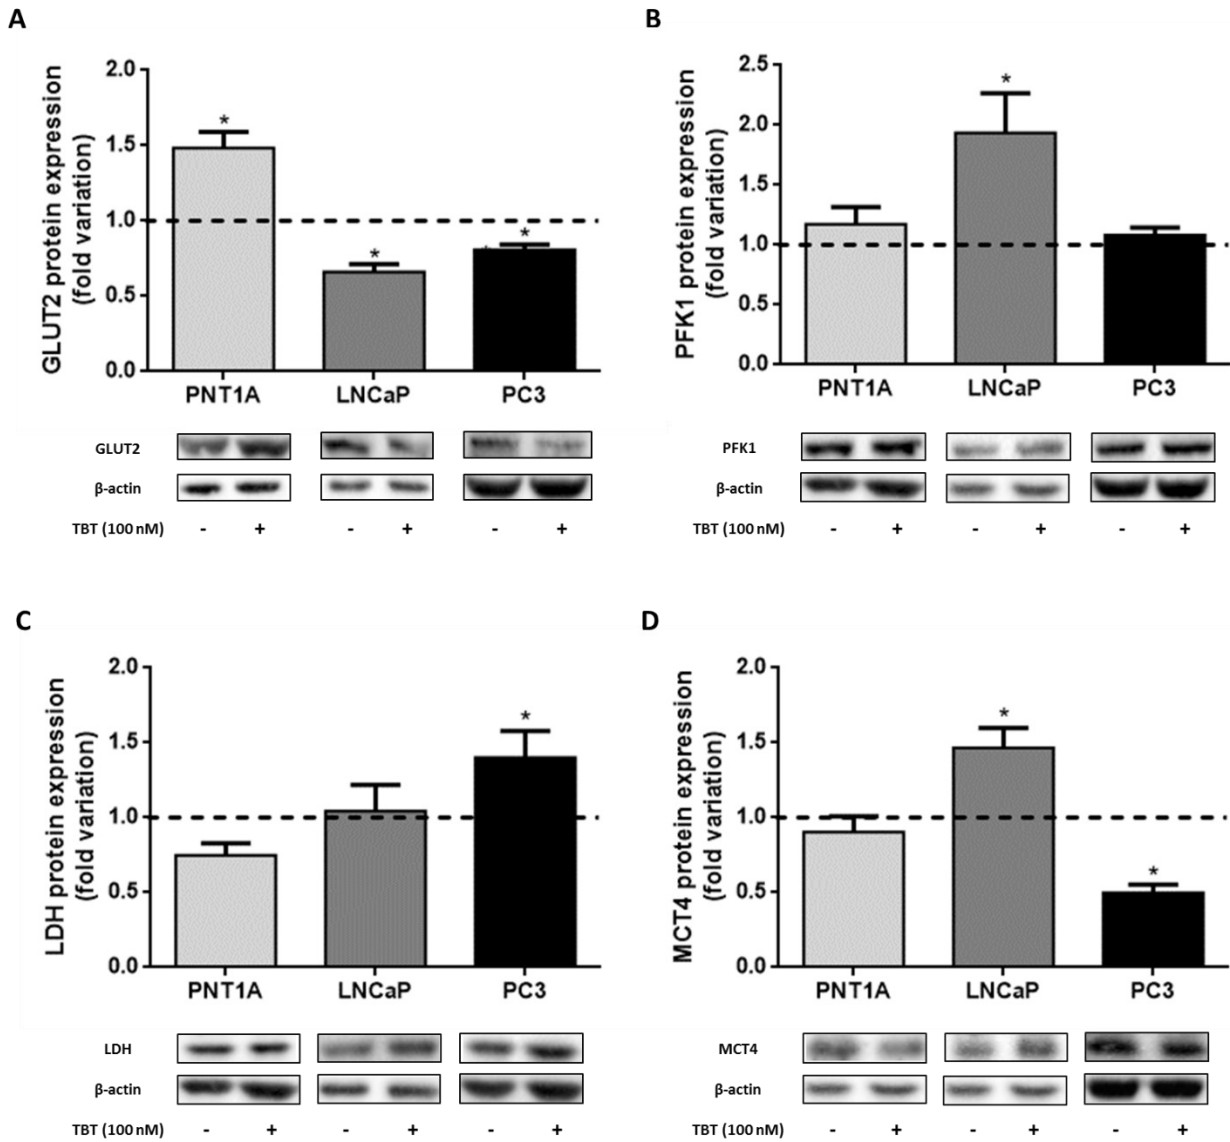 A
GLUT2 protein expression
(fold variation)
2.0
1.5
1.0
0.5
0.0
*
*
*
PNT1A LNCaP PC3
GLUT2
β-actin
TBT (100 nM) - + - + - +
B
PFK1 protein expression
(fold variation)
2.5
2.0
1.5
1.0
0.5
0.0
*
PNT1A LNCaP PC3
PFK1
β-actin
TBT (100 nM) - + - + - +
C
LDH protein expression
(fold variation)
2.0
1.5
1.0
0.5
0.0
*
PNT1A LNCaP PC3
LDH
β-actin
TBT (100 nM) - + - + - +
D
MCT4 protein expression
(fold variation)
2.0
1.5
1.0
0.5
0.0
*
*
PNT1A LNCaP PC3
MCT4
β-actin
TBT (100 nM) - + - + - +